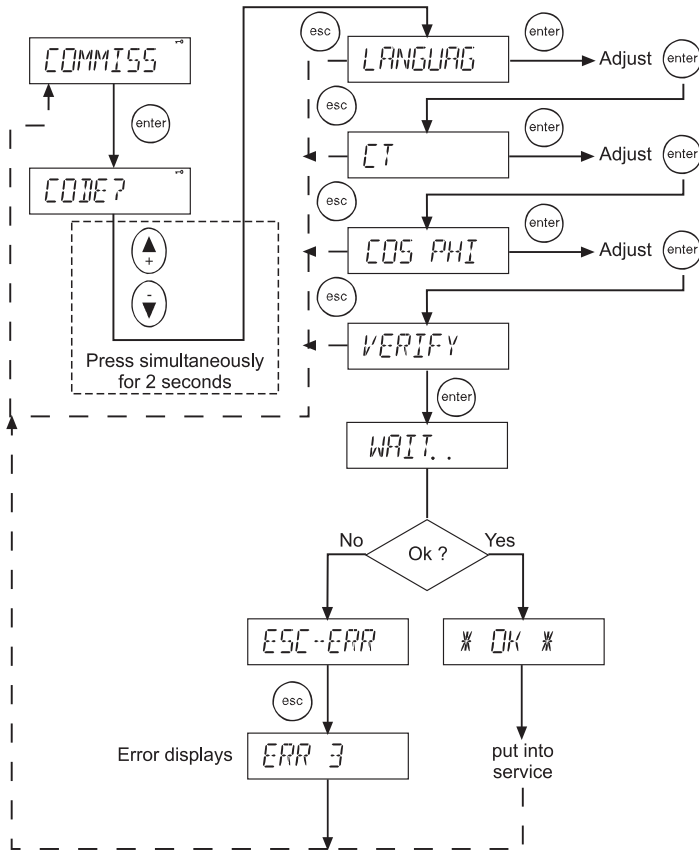 COMMISS
enter
CODE?
+
-
Press simultaneously
for 2 seconds
esc
LANGUAG
enter
Adjust
enter
esc
CT
enter
Adjust
enter
esc
COS PHI
enter
Adjust
enter
esc
VERIFY
enter
WAIT..
No
Ok ?
Yes
ESC-ERR
* OK *
esc
Error displays
ERR 3
put into
service